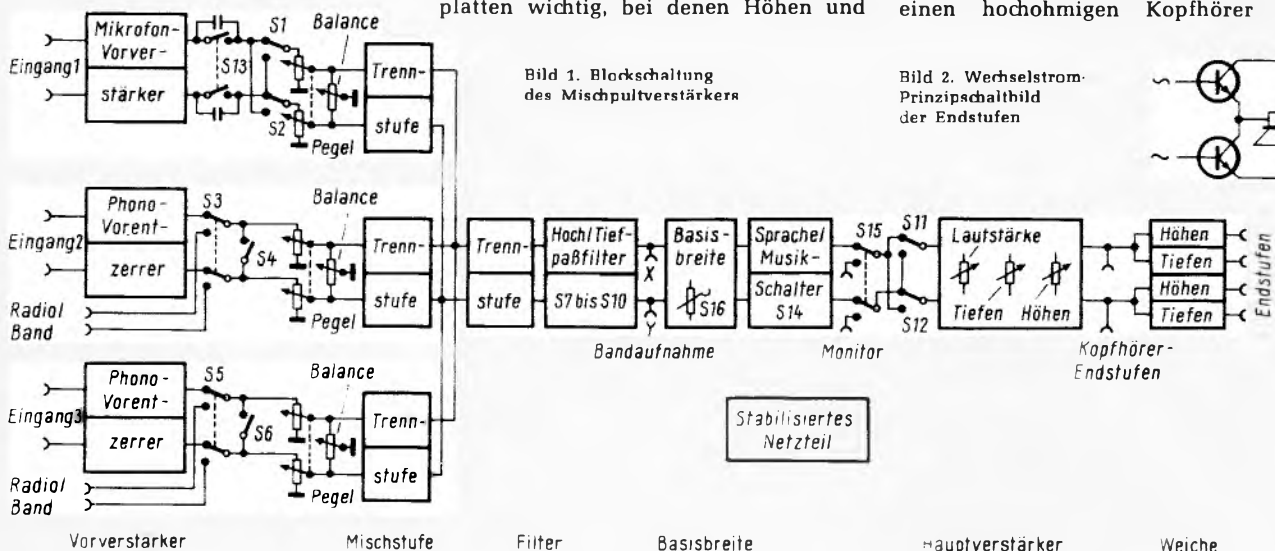 platten wichtig, bei denen Höhen und
einen hochohmigen Kopfhörer
Bild 1. Blockschaltung
des Mischpultverstärkers
Bild 2. Wechselstrom-
Prinzipschaltbild
der Endstufen
Eingang1
Mikrofon-
Vorver-
stärker
S13
S1
S2
Balance
Pegel
Trenn-
stufe
Eingang2
Phono-
Vorent-
zerrer
Radio/
Band
S3
S4
Balance
Pegel
Trenn-
stufe
Eingang3
Phono-
Vorent-
zerrer
Radio/
Band
S5
S6
Balance
Pegel
Trenn-
stufe
Trenn-
stufe
Hoch/Tief-
paßfilter
S7 bis S10
X
Y
Bandaufnahme
Basis-
breite
S16
Sprache/
Musik-
Schalter
S14
S15
Monitor
S11
S12
Lautstärke
Tiefen Höhen
Kopfhörer-
Endstufen
Höhen
Tiefen
Höhen
Tiefen
Endstufen
Stabilisiertes
Netzteil
Vorverstärker Mischstufe Filter Basisbreite Hauptverstärker Weiche